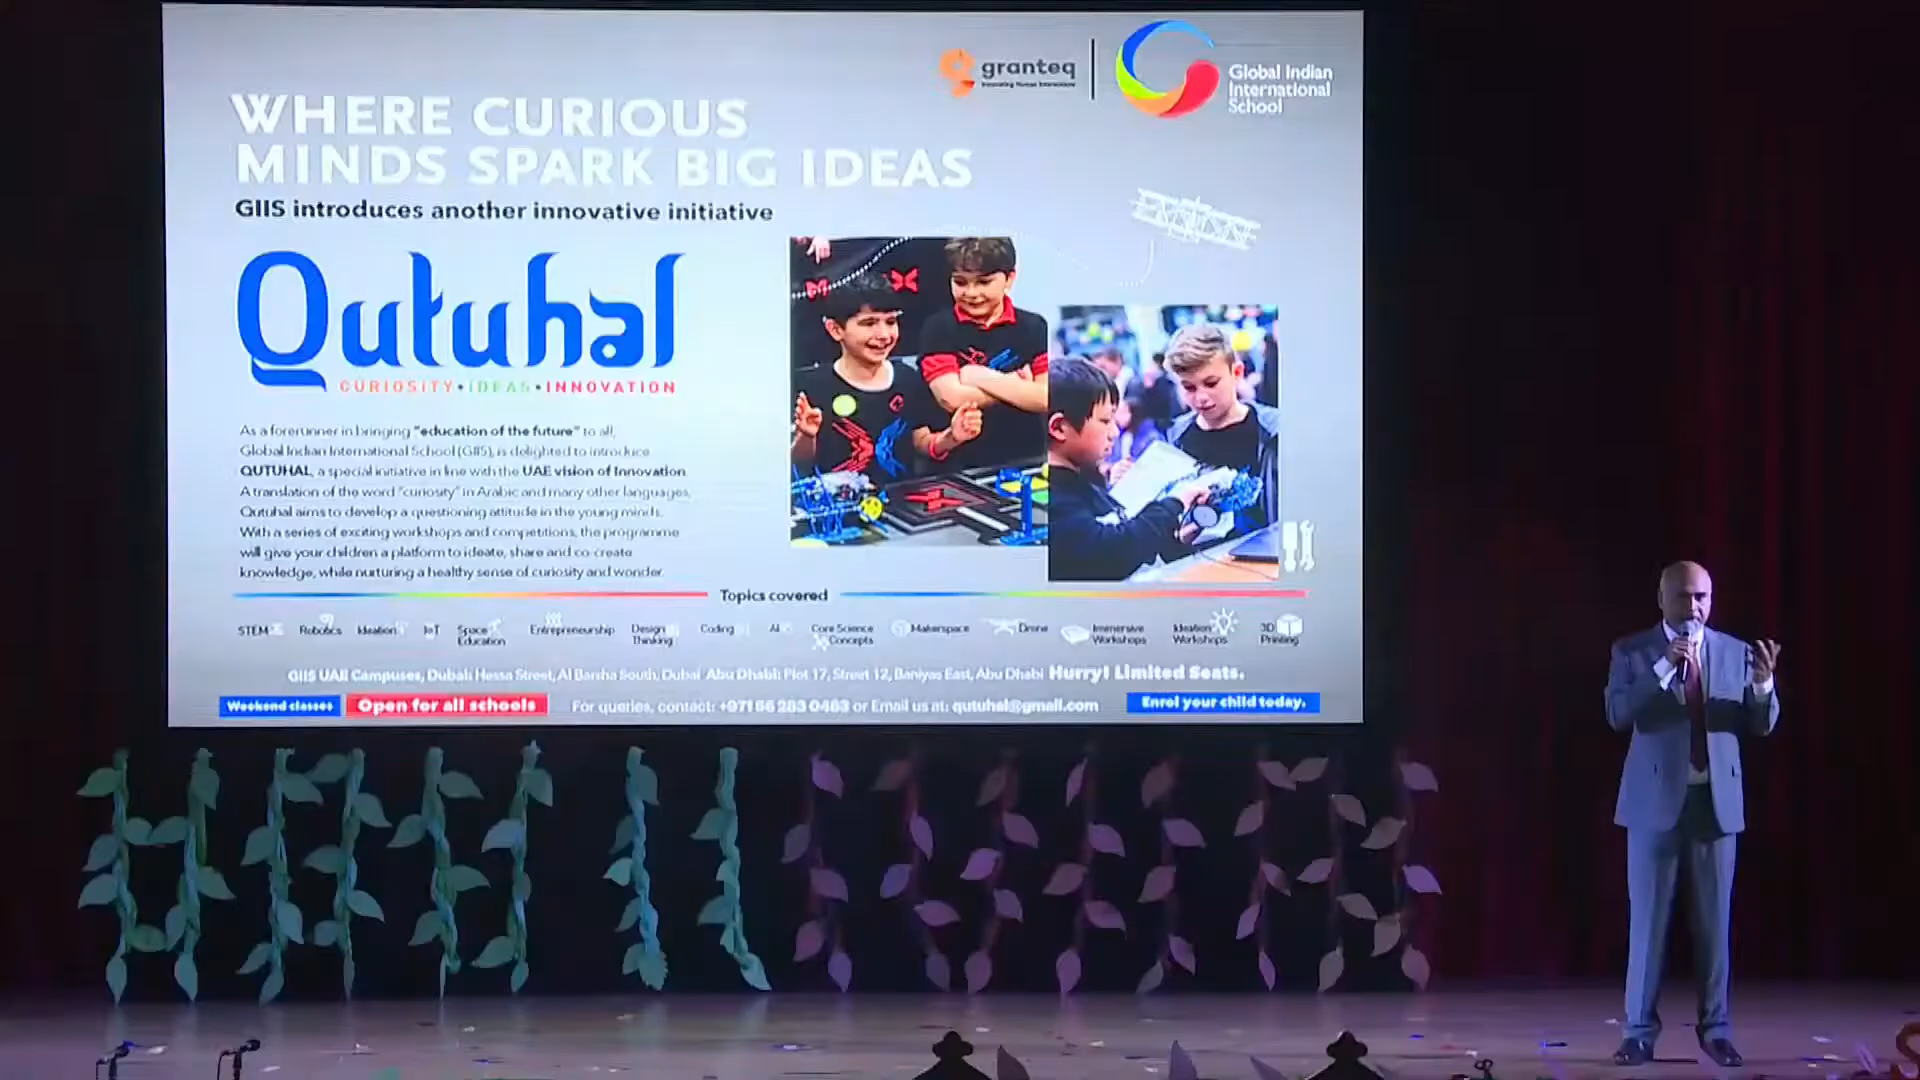 granteq
Innovating Human Interactions
Global Indian
International
School
WHERE CURIOUS
MINDS SPARK BIG IDEAS
GIIS introduces another innovative initiative
Qutuhal
CURIOSITY • IDEAS • INNOVATION
As a forerunner in bringing "education of the future" to all,
Global Indian International School (GIIS), is delighted to introduce
QUTUHAL, a special initiative in line with the UAE vision of Innovation.
A translation of the word "curiosity" in Arabic and many other languages,
Qutuhal aims to develop a questioning attitude in the young minds.
With a series of exciting workshops and competitions, the programme
will give your children a platform to ideate, share and co-create
knowledge, while nurturing a healthy sense of curiosity and wonder.
Topics covered
STEM
Robotics
Ideation
IoT
Space
Education
Entrepreneurship
Design
Thinking
Coding
AI
Core Science
Concepts
Makerspace
Drone
Immersive
Workshops
Ideation
Workshops
3D
Printing
GIIS UAE Campuses, Dubai: Hessa Street, Al Barsha South, Dubai Abu Dhabi: Plot 17, Street 12, Baniyas East, Abu Dhabi Hurry! Limited Seats.
Weekend classes
Open for all schools
For queries, contact: +971 56 283 0463 or Email us at: qutuhal@gmail.com
Enrol your child today.